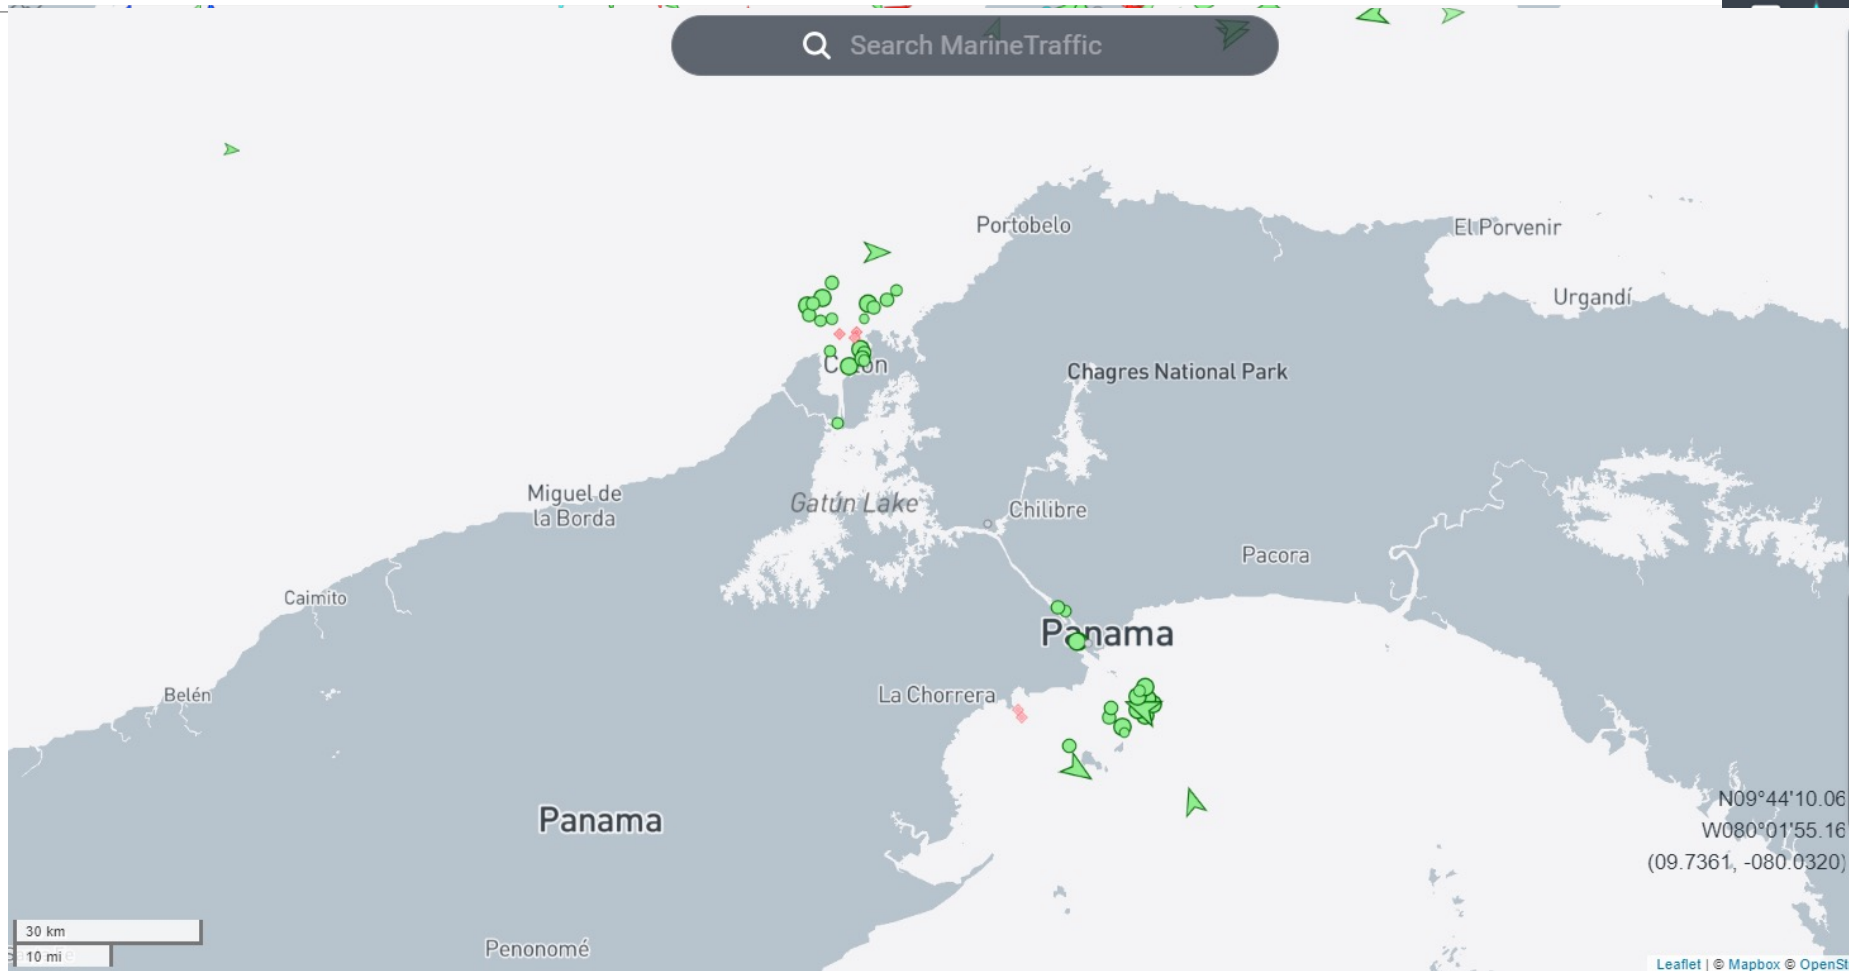 Search MarineTraffic
Portobelo
El Porvenir
Urgandí
Colón
Chagres National Park
Miguel de
la Borda
Gatún Lake
Chilibre
Pacora
Caimito
Panama
La Chorrera
Belén
N09°44'10.06
W080°01'55.16
(09.7361, -080.0320)
Panama
30 km
10 mi
Penonomé
Leaflet | © Mapbox © OpenSt